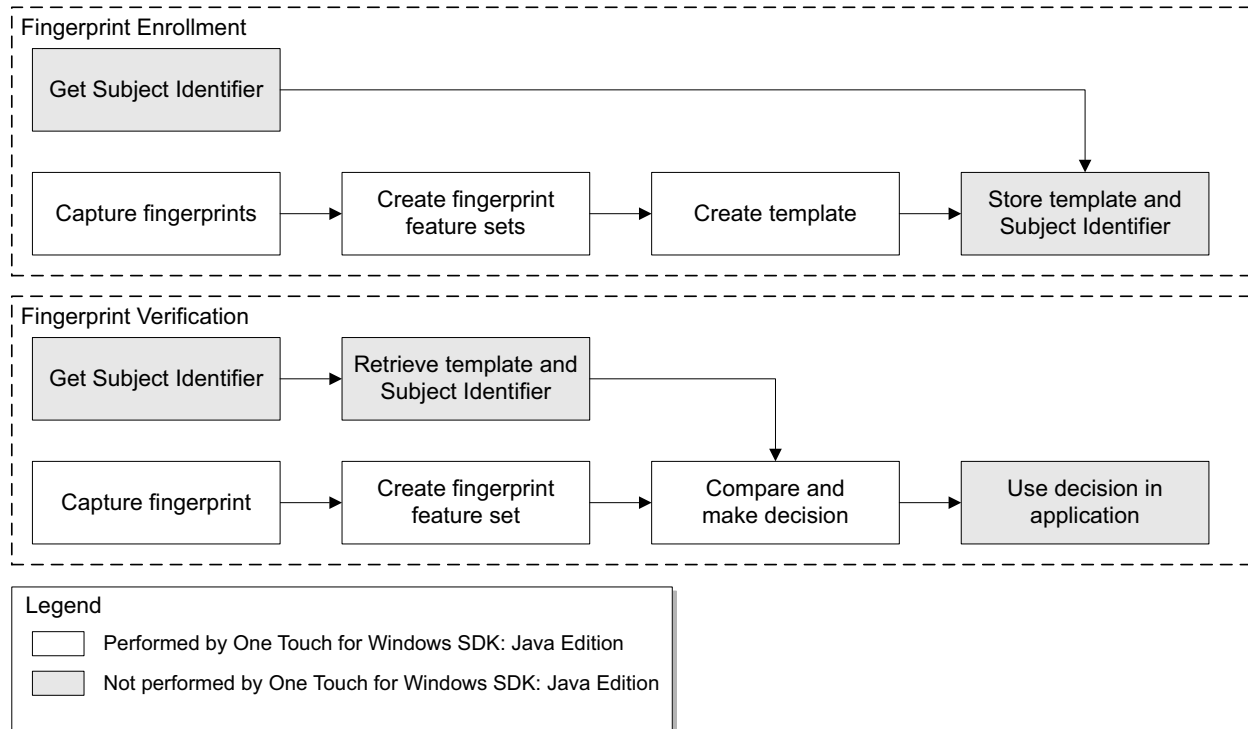 Fingerprint Enrollment
Get Subject Identifier
Capture fingerprints
Create fingerprint
feature sets
Create template
Store template and
Subject Identifier
Fingerprint Verification
Get Subject Identifier
Retrieve template and
Subject Identifier
Capture fingerprint
Create fingerprint
feature set
Compare and
make decision
Use decision in
application
Legend
Performed by One Touch for Windows SDK: Java Edition
Not performed by One Touch for Windows SDK: Java Edition